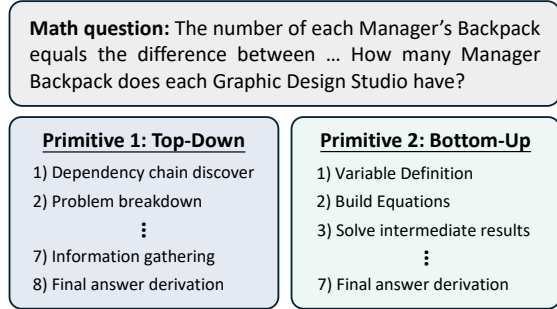 Math question: The number of each Manager's Backpack
equals the difference between … How many Manager
Backpack does each Graphic Design Studio have?
Primitive 1: Top-Down
1) Dependency chain discover
2) Problem breakdown
⋮
7) Information gathering
8) Final answer derivation
Primitive 2: Bottom-Up
1) Variable Definition
2) Build Equations
3) Solve intermediate results
⋮
7) Final answer derivation